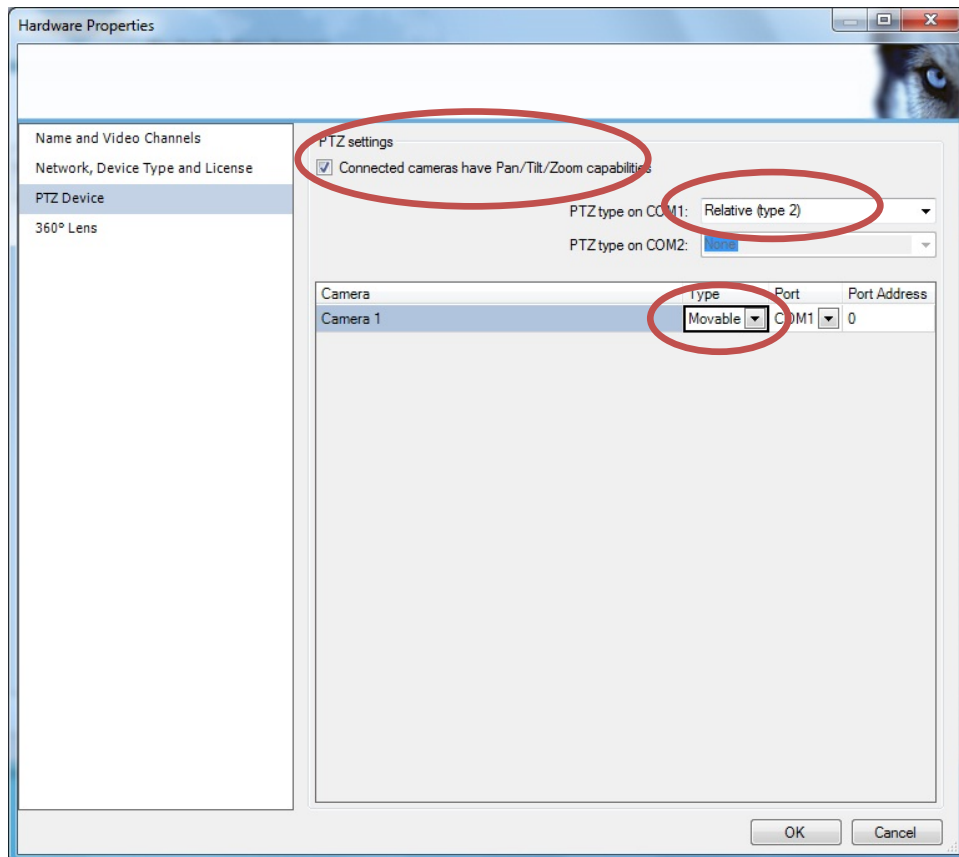 Hardware Properties
Name and Video Channels
Network, Device Type and License
PTZ Device
360° Lens
PTZ settings
Connected cameras have Pan/Tilt/Zoom capabilities
PTZ type on COM1: Relative (type 2)
PTZ type on COM2: None
Camera Type Port Port Address
Camera 1 Movable COM1 0
OK Cancel